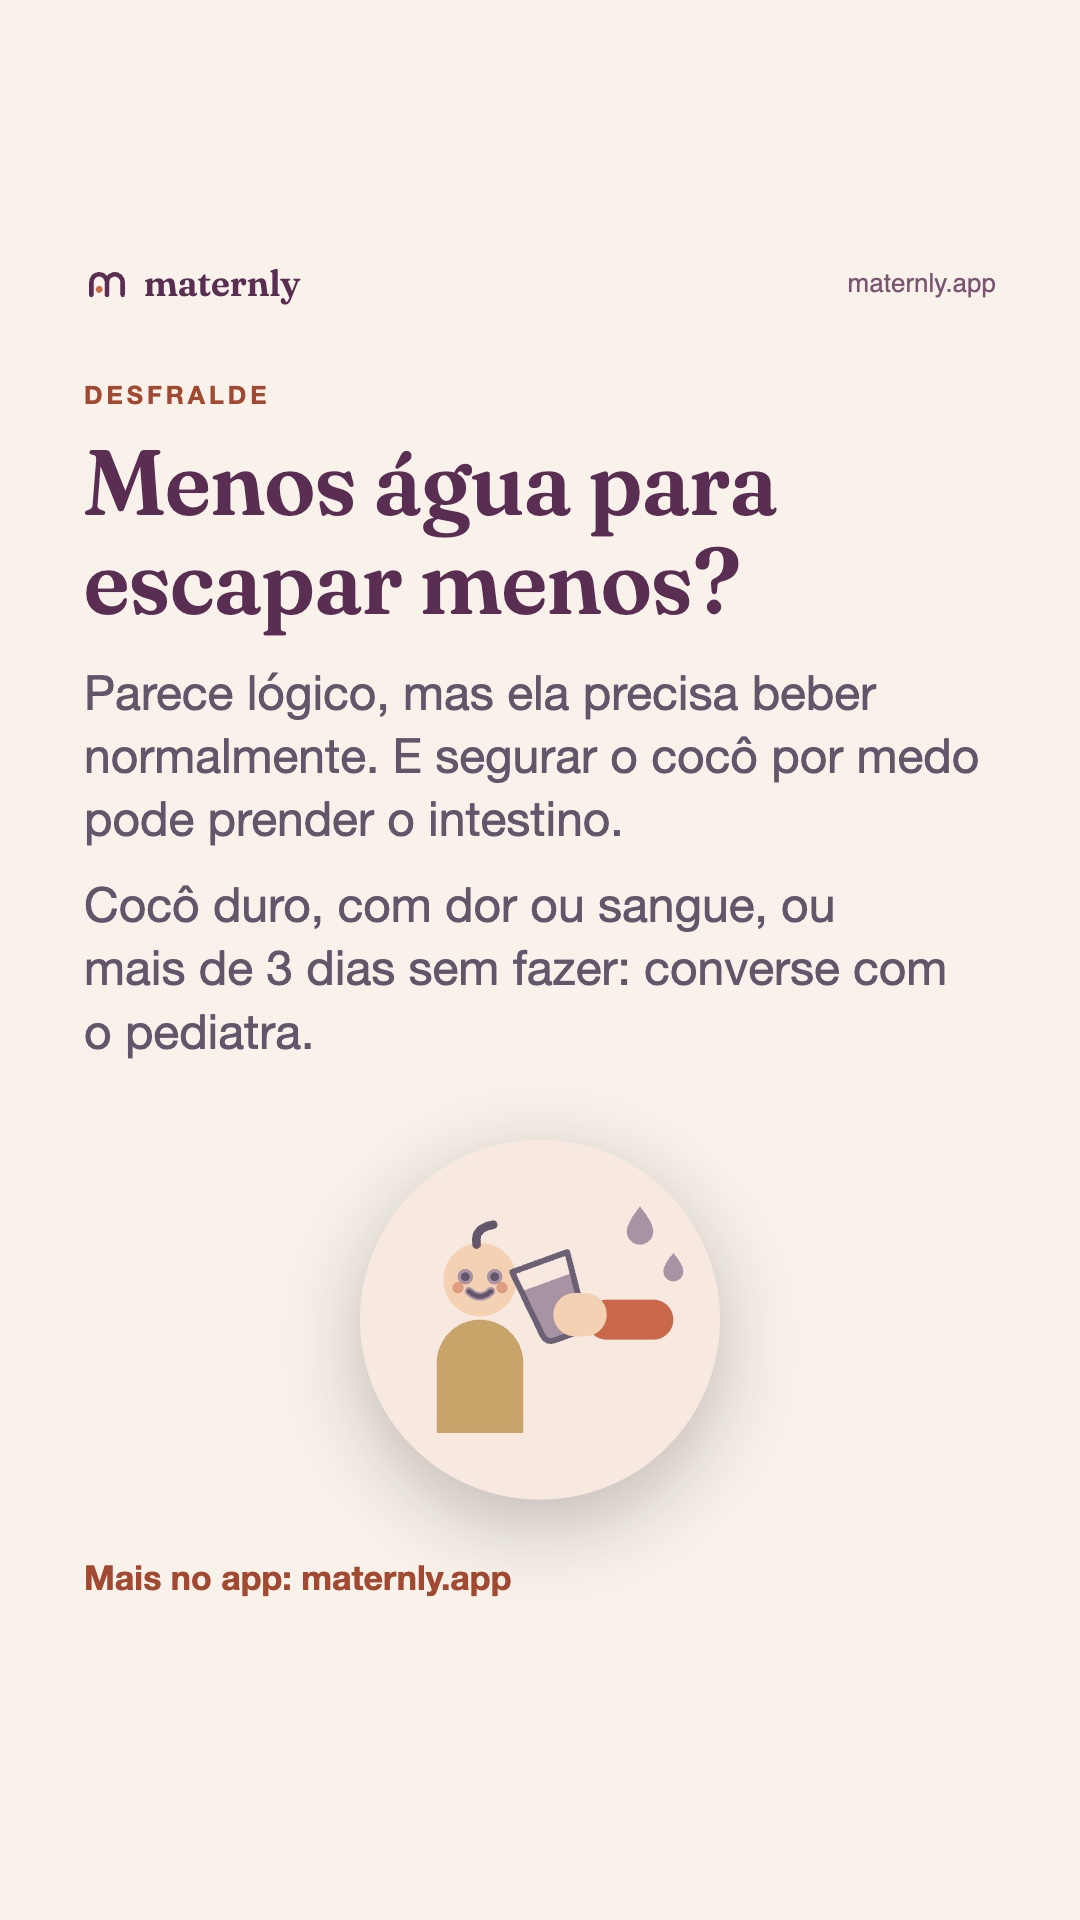 maternly
maternly.app
DESFRALDE
Menos água para
escapar menos?
Parece lógico, mas ela precisa beber
normalmente. E segurar o cocô por medo
pode prender o intestino.
Cocô duro, com dor ou sangue, ou
mais de 3 dias sem fazer: converse com
o pediatra.
Mais no app: maternly.app